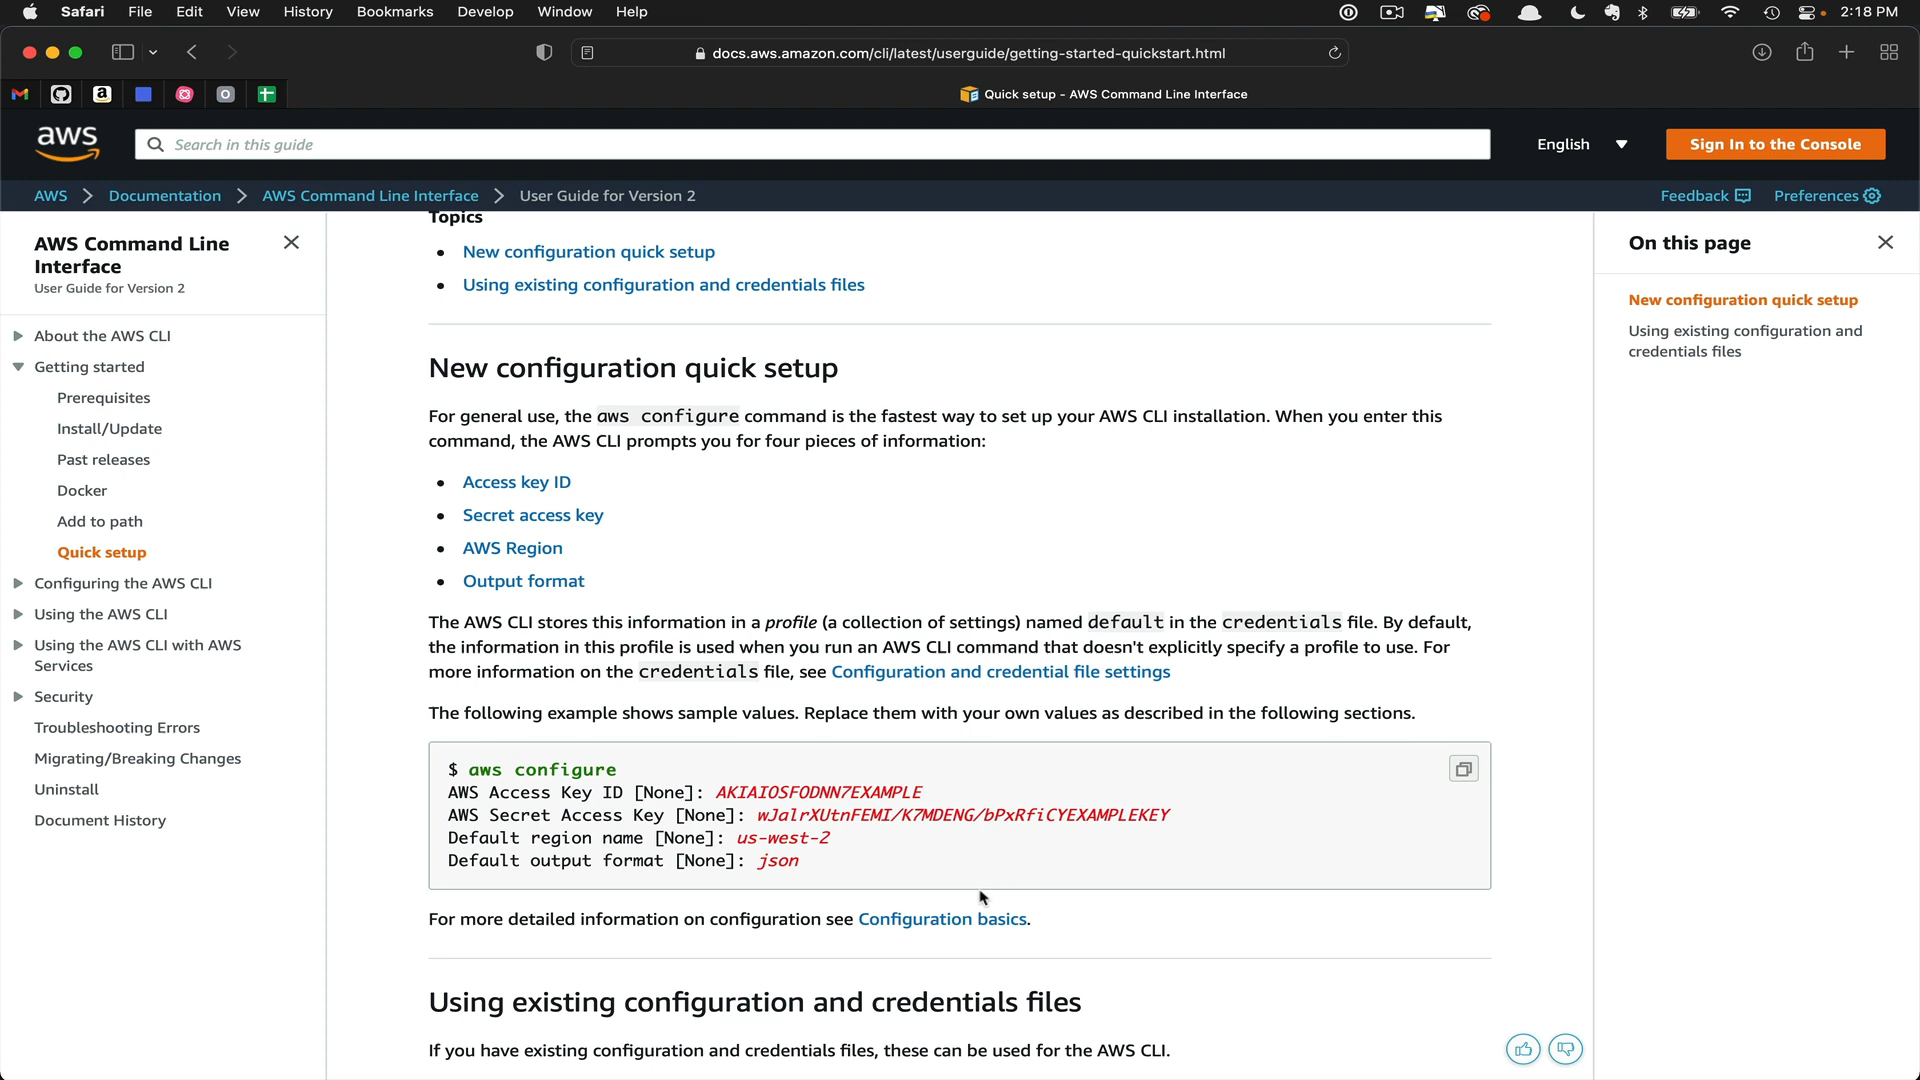 Safari File Edit View History Bookmarks Develop Window Help 2:18 PM
docs.aws.amazon.com/cli/latest/userguide/getting-started-quickstart.html
Quick setup - AWS Command Line Interface
aws
Search in this guide
English
Sign In to the Console
AWS Documentation AWS Command Line Interface User Guide for Version 2
Feedback Preferences
AWS Command Line
Interface
User Guide for Version 2
About the AWS CLI
Getting started
Prerequisites
Install/Update
Past releases
Docker
Add to path
Quick setup
Configuring the AWS CLI
Using the AWS CLI
Using the AWS CLI with AWS
Services
Security
Troubleshooting Errors
Migrating/Breaking Changes
Uninstall
Document History
Topics
• New configuration quick setup
• Using existing configuration and credentials files
New configuration quick setup
For general use, the aws configure command is the fastest way to set up your AWS CLI installation. When you enter this
command, the AWS CLI prompts you for four pieces of information:
• Access key ID
• Secret access key
• AWS Region
• Output format
The AWS CLI stores this information in a profile (a collection of settings) named default in the credentials file. By default,
the information in this profile is used when you run an AWS CLI command that doesn't explicitly specify a profile to use. For
more information on the credentials file, see Configuration and credential file settings
The following example shows sample values. Replace them with your own values as described in the following sections.
$ aws configure
AWS Access Key ID [None]: AKIAIOSFODNN7EXAMPLE
AWS Secret Access Key [None]: wJalrXUtnFEMI/K7MDENG/bPxRfiCYEXAMPLEKEY
Default region name [None]: us-west-2
Default output format [None]: json
For more detailed information on configuration see Configuration basics.
Using existing configuration and credentials files
If you have existing configuration and credentials files, these can be used for the AWS CLI.
On this page
New configuration quick setup
Using existing configuration and
credentials files